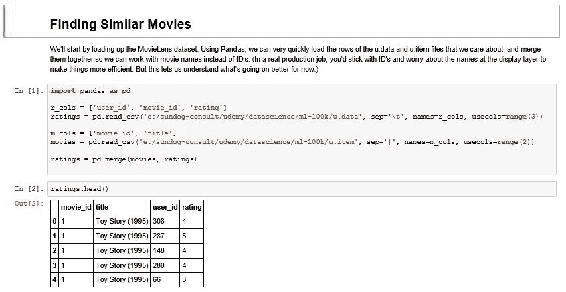 Finding Similar Movies
We'll start by loading up the MovieLens dataset. Using Pandas, we can very quickly load the rows of the u.data and u.item files that we care about, and merge
them together so we can work with movie names instead of ID's. (In a real production job, you'd stick with ID's and worry about the names at the display layer to
make things more efficient. But this lets us understand what's going on better for now.)
In [1]: import pandas as pd
r_cols = ['user_id', 'movie_id', 'rating']
ratings = pd.read_csv('e:/sundog-consult/udemy/datascience/ml-100k/u.data', sep='\t', names=r_cols, usecols=range(3))
m_cols = ['movie_id', 'title']
movies = pd.read_csv('e:/sundog-consult/udemy/datascience/ml-100k/u.item', sep='|', names=m_cols, usecols=range(2))
ratings = pd.merge(movies, ratings)
In [2]: ratings.head()
Out[2]:
movie_id title user_id rating
0 1 Toy Story (1995) 308 4
1 1 Toy Story (1995) 287 5
2 1 Toy Story (1995) 148 4
3 1 Toy Story (1995) 280 4
4 1 Toy Story (1995) 66 3